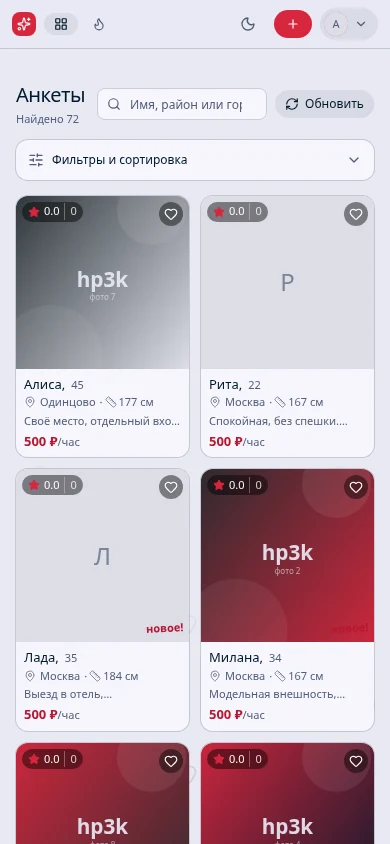 A
Анкеты
Найдено 72
Имя, район или гор
Обновить
Фильтры и сортировка
0.0 0
hp3k
фото 7
Алиса, 45
Одинцово · 177 см
Своё место, отдельный вхо...
500 ₽/час
0.0 0
Р
Рита, 22
Москва · 167 см
Спокойная, без спешки....
500 ₽/час
0.0 0
Л
новое!
Лада, 35
Москва · 184 см
Выезд в отель,...
500 ₽/час
0.0 0
hp3k
фото 2
новое!
Милана, 34
Москва · 167 см
Модельная внешность,...
500 ₽/час
0.0 0
hp3k
0.0 0
hp3k